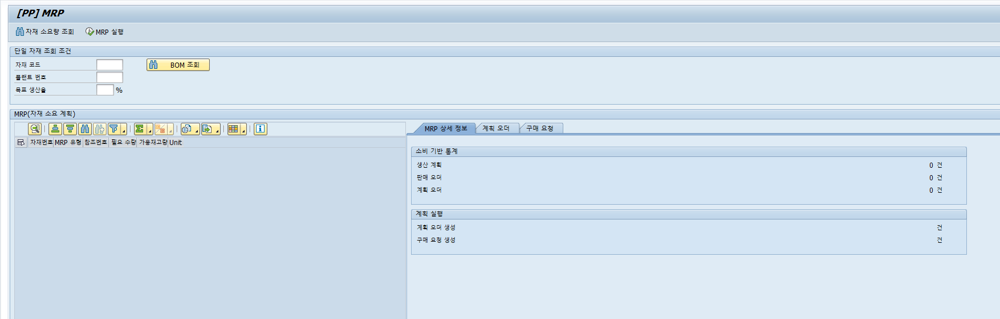 [PP] MRP
자재 소요량 조회 MRP 실행
단일 자재 조회 조건
자재 코드 BOM 조회
플랜트 번호
목표 생산율 %
MRP(자재 소요 계획)
MRP 상세 정보 계획 오더 구매 요청
자재번호 MRP 유형 참조번호 필요 수량 가용재고량 Unit
소비 기반 통계
생산 계획 0 건
판매 오더 0 건
계획 오더 0 건
계획 실행
계획 오더 생성 건
구매 요청 생성 건